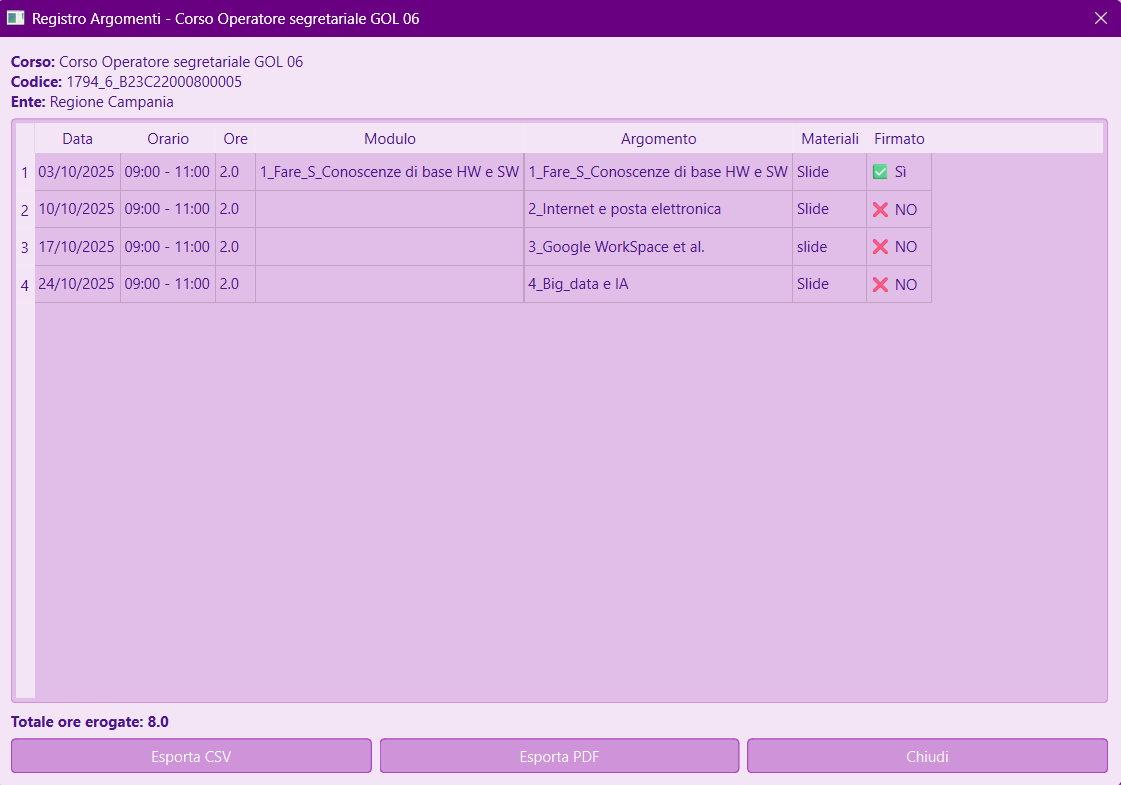 Registro Argomenti - Corso Operatore segretariale GOL 06
Corso: Corso Operatore segretariale GOL 06
Codice: 1794_6_B23C22000800005
Ente: Regione Campania
Data Orario Ore Modulo Argomento Materiali Firmato
1 03/10/2025 09:00 - 11:00 2.0 1_Fare_S_Conoscenze di base HW e SW 1_Fare_S_Conoscenze di base HW e SW Slide ✅ Sì
2 10/10/2025 09:00 - 11:00 2.0 2_Internet e posta elettronica Slide ❌ NO
3 17/10/2025 09:00 - 11:00 2.0 3_Google WorkSpace et al. slide ❌ NO
4 24/10/2025 09:00 - 11:00 2.0 4_Big_data e IA Slide ❌ NO
Totale ore erogate: 8.0
Esporta CSV Esporta PDF Chiudi